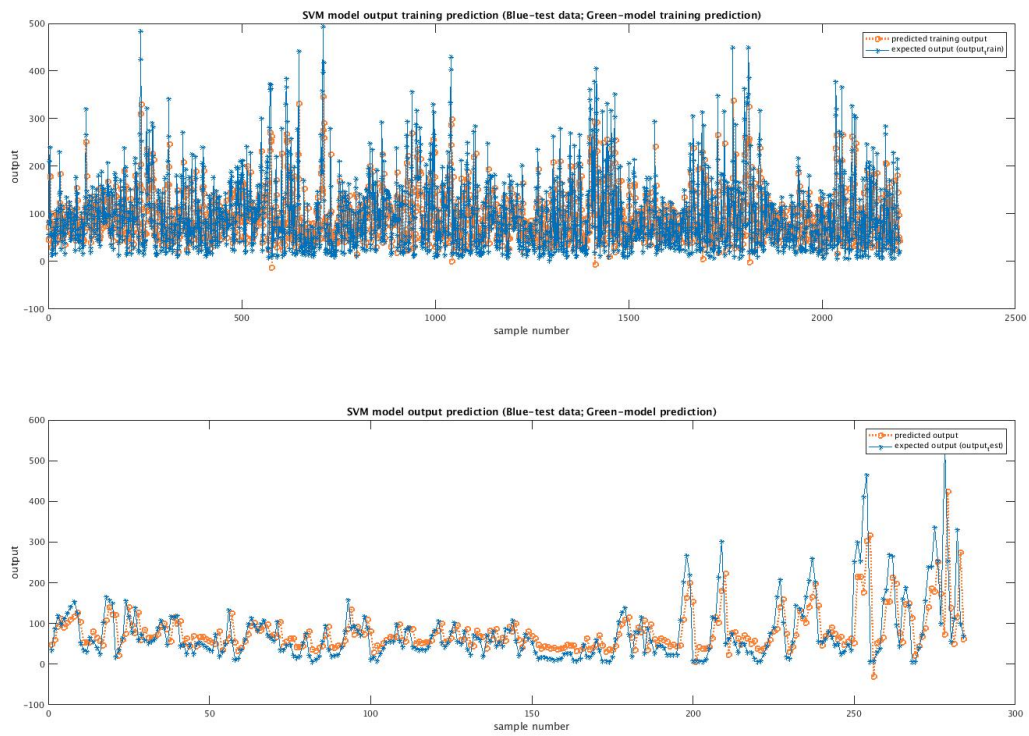 SVM model output training prediction (Blue-test data; Green-model training prediction)
500
400
300
200
100
0
-100
output
predicted training output
expected output (output_train)
0
500
1000
1500
2000
2500
sample number
SVM model output prediction (Blue-test data; Green-model prediction)
600
500
400
300
200
100
0
-100
output
predicted output
expected output (output_test)
0
50
100
150
200
250
300
sample number